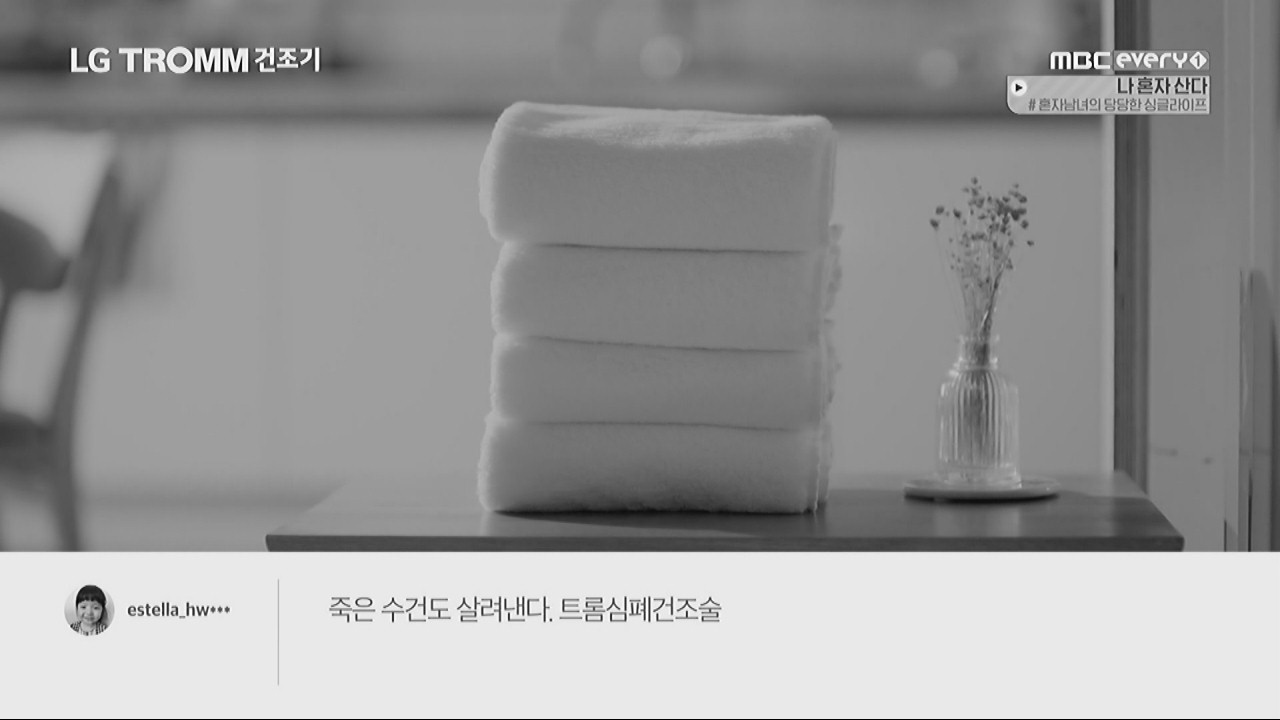 LG TROMM 건조기
MBC every1
나 혼자 산다
# 혼자남녀의 당당한 싱글라이프
estella_hw***
죽은 수건도 살려낸다. 트롬심폐건조술